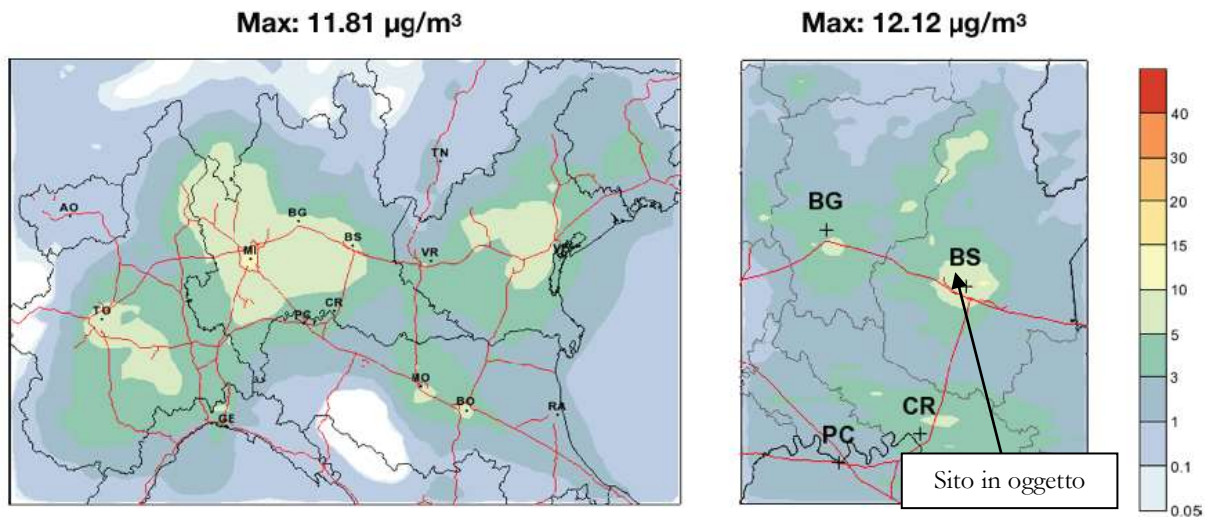 Max: 11.81 µg/m³
Max: 12.12 µg/m³
AO
TN
BG
MI
BS
VR
VE
TO
PC
CR
MO
BO
RA
GE
BG
BS
CR
PC
Sito in oggetto
40
30
20
15
10
5
3
1
0.1
0.05